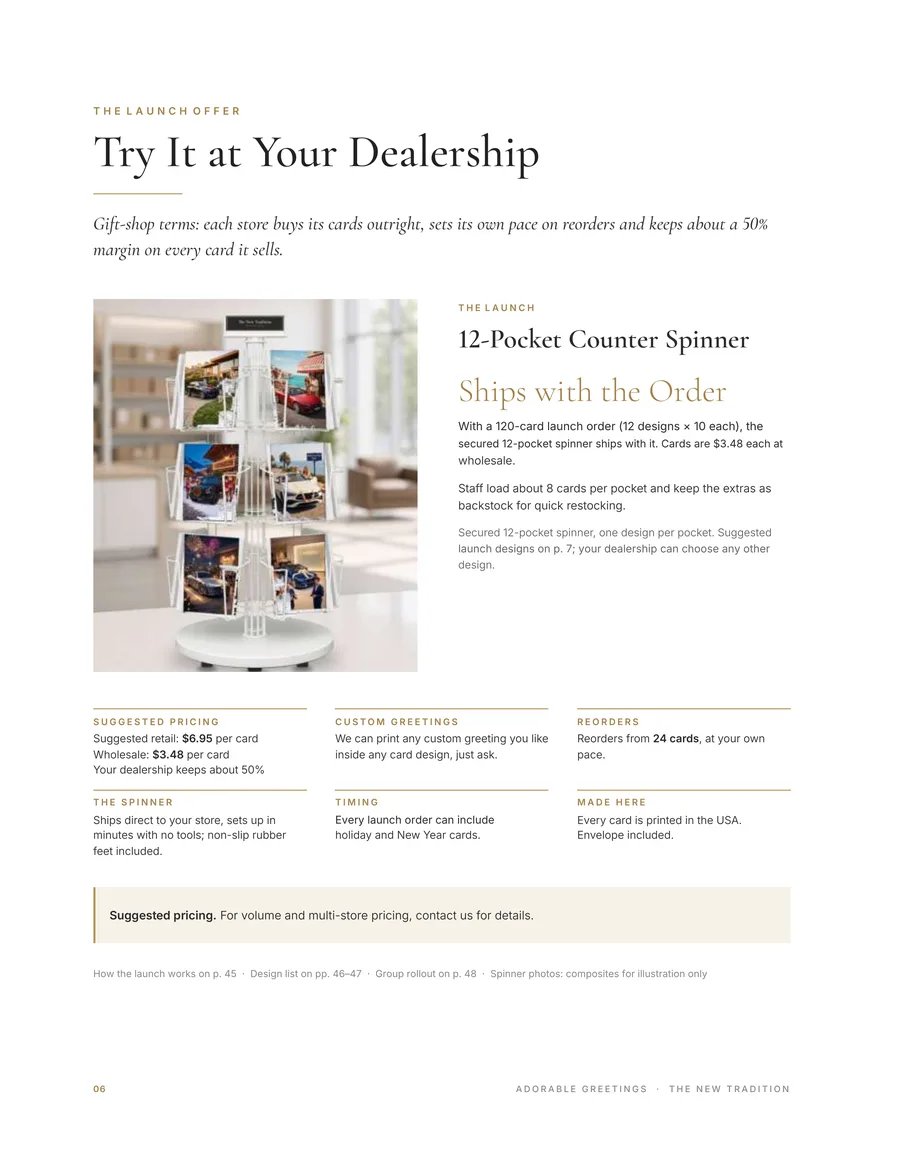 THE LAUNCH OFFER
Try It at Your Dealership
Gift-shop terms: each store buys its cards outright, sets its own pace on reorders and keeps about a 50%
margin on every card it sells.
The New Tradition
THE LAUNCH
12-Pocket Counter Spinner
Ships with the Order
With a 120-card launch order (12 designs × 10 each), the
secured 12-pocket spinner ships with it. Cards are $3.48 each at
wholesale.
Staff load about 8 cards per pocket and keep the extras as
backstock for quick restocking.
Secured 12-pocket spinner, one design per pocket. Suggested
launch designs on p. 7; your dealership can choose any other
design.
SUGGESTED PRICING
Suggested retail: $6.95 per card
Wholesale: $3.48 per card
Your dealership keeps about 50%
CUSTOM GREETINGS
We can print any custom greeting you like
inside any card design, just ask.
REORDERS
Reorders from 24 cards, at your own
pace.
THE SPINNER
Ships direct to your store, sets up in
minutes with no tools; non-slip rubber
feet included.
TIMING
Every launch order can include
holiday and New Year cards.
MADE HERE
Every card is printed in the USA.
Envelope included.
Suggested pricing. For volume and multi-store pricing, contact us for details.
How the launch works on p. 45 · Design list on pp. 46–47 · Group rollout on p. 48 · Spinner photos: composites for illustration only
06
ADORABLE GREETINGS · THE NEW TRADITION